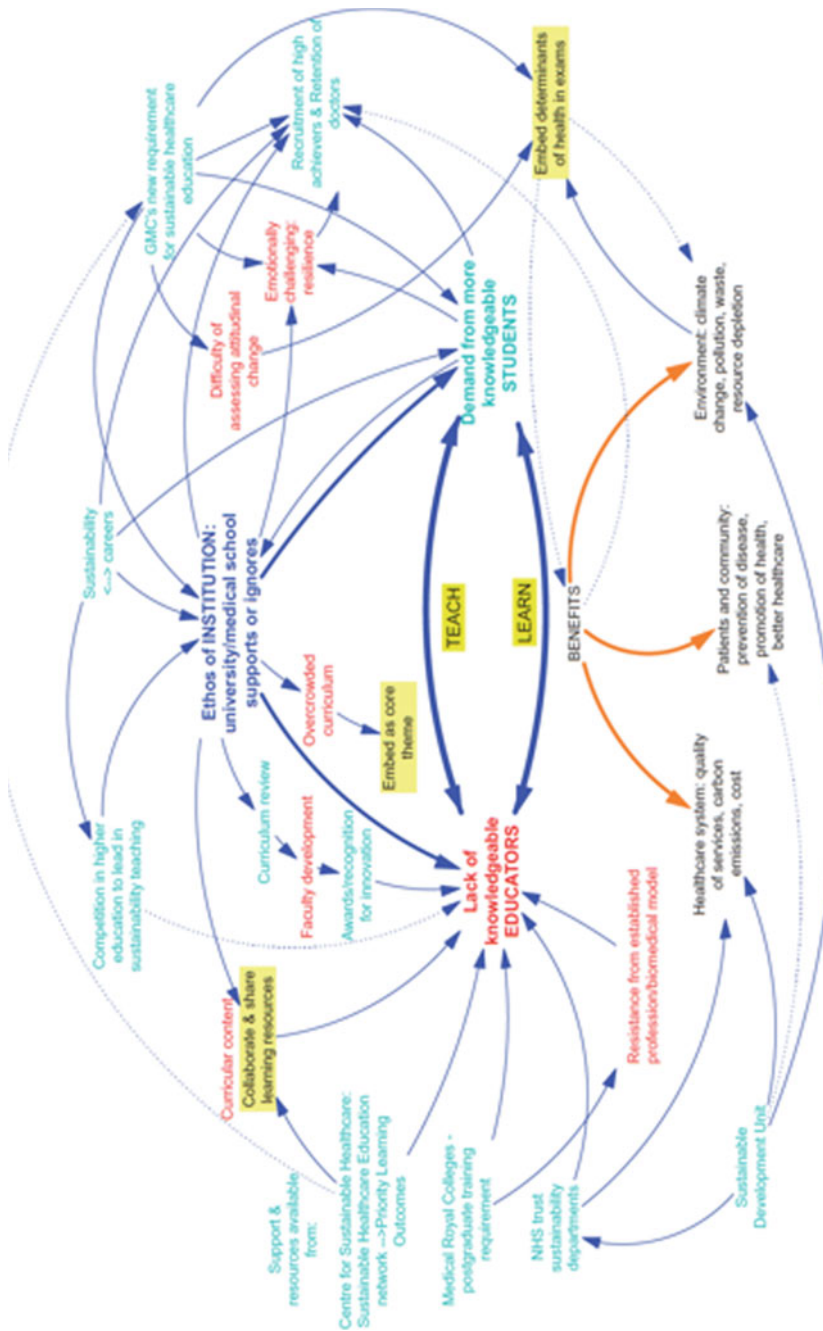 Support &
resources available
from:
Centre for Sustainable Healthcare:
Sustainable Healthcare Education
network -->Priority Learning
Outcomes
Medical Royal Colleges -
postgraduate training
requirement
NHS trust
sustainability
departments
Sustainable
Development Unit
Curricular content
Collaborate & share
learning resources
Competition in higher
education to lead in
sustainability teaching
Curriculum review
Faculty development
Awards/recognition
for innovation
Lack of
knowledgeable
EDUCATORS
Resistance from established
profession/biomedical model
Sustainability
<--> careers
Ethos of INSTITUTION:
university/medical school
supports or ignores
Overcrowded
curriculum
Embed as core
theme
TEACH
LEARN
BENEFITS
Healthcare system: quality
of services, carbon
emissions, cost
Patients and community:
prevention of disease,
promotion of health,
better healthcare
Environment: climate
change, pollution, waste,
resource depletion
GMC's new requirement
for sustainable healthcare
education
Difficulty of
assessing attitudinal
change
Emotionally
challenging:
resilience
Recruitment of high
achievers & Retention of
doctors
Demand from more
knowledgeable
STUDENTS
Embed determinants
of health in exams